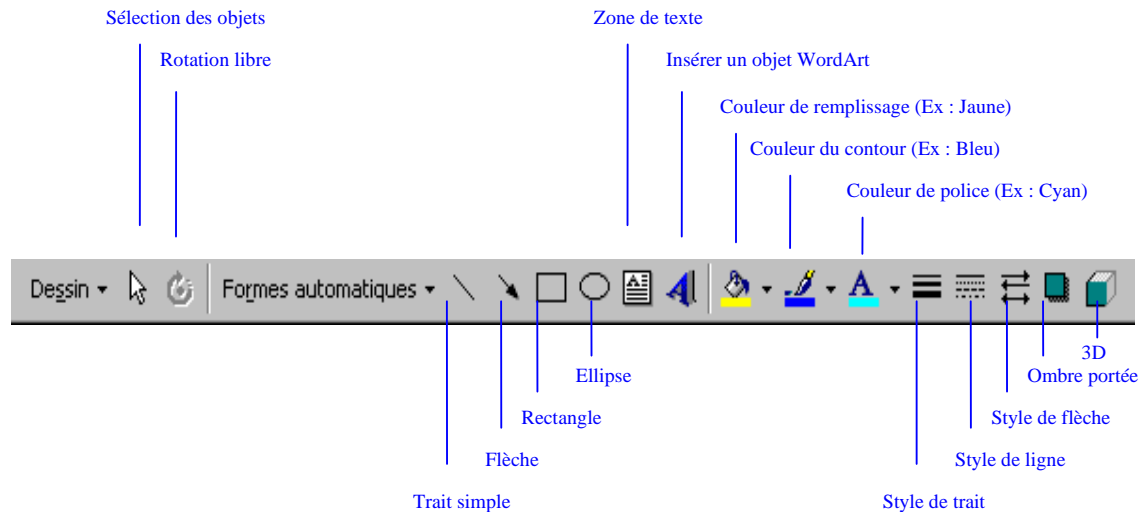 Sélection des objets
Zone de texte
Rotation libre
Insérer un objet WordArt
Couleur de remplissage (Ex : Jaune)
Couleur du contour (Ex : Bleu)
Couleur de police (Ex : Cyan)
Dessin
Formes automatiques
3D
Ellipse
Ombre portée
Rectangle
Style de flèche
Flèche
Style de ligne
Trait simple
Style de trait